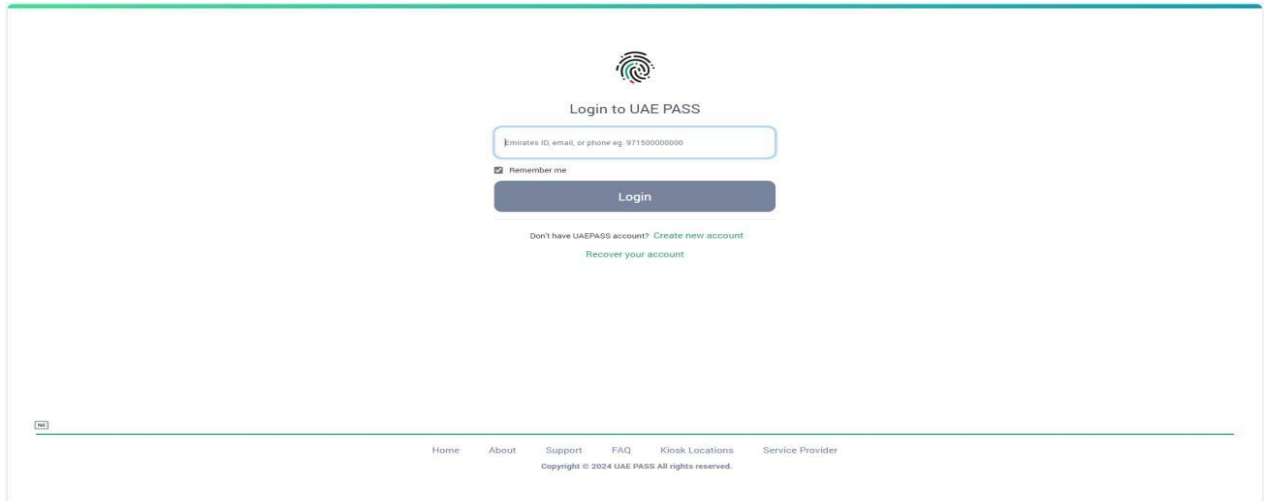 Login to UAE PASS
Emirates ID, email, or phone eg. 971500000000
Remember me
Login
Don't have UAEPASS account? Create new account
Recover your account
Home About Support FAQ Kiosk Locations Service Provider
Copyright © 2024 UAE PASS All rights reserved.